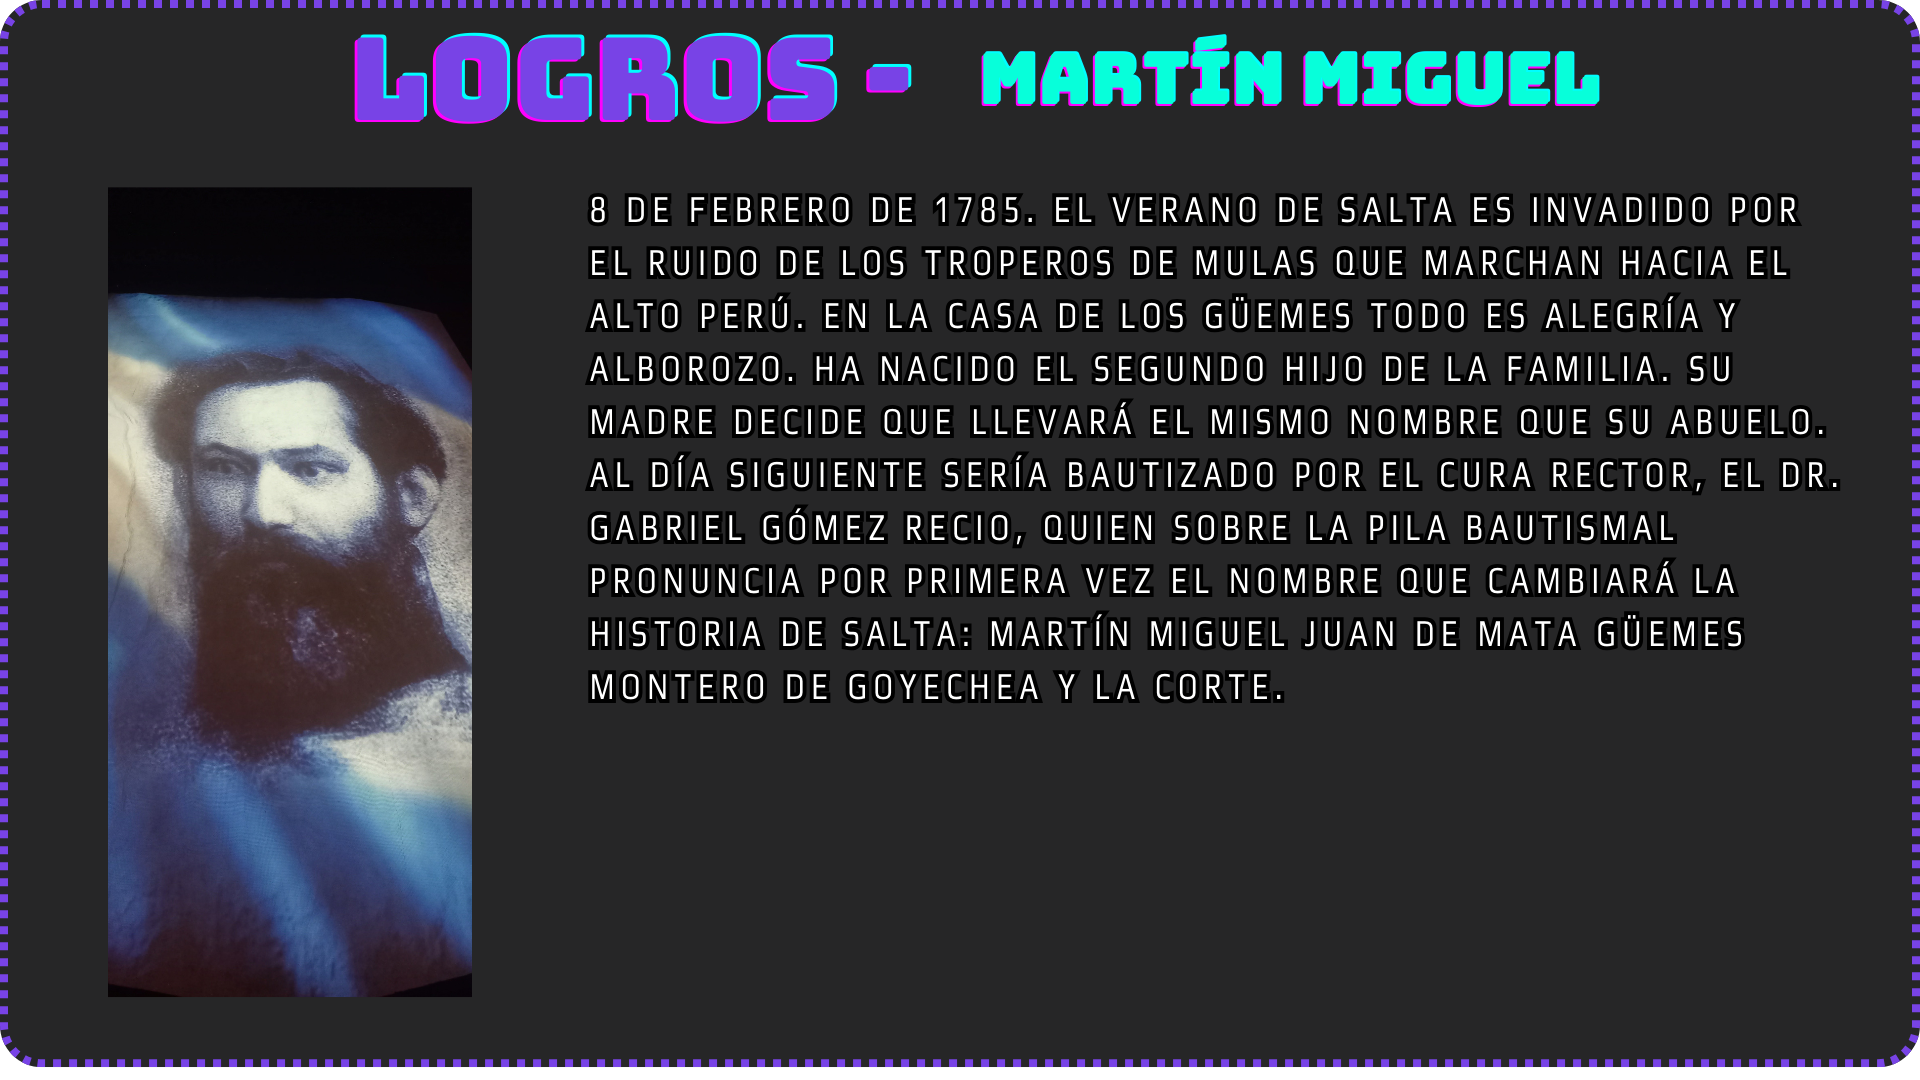 LOGROS - MARTÍN MIGUEL
8 DE FEBRERO DE 1785. EL VERANO DE SALTA ES INVADIDO POR
EL RUIDO DE LOS TROPEROS DE MULAS QUE MARCHAN HACIA EL
ALTO PERÚ. EN LA CASA DE LOS GÜEMES TODO ES ALEGRÍA Y
ALBOROZO. HA NACIDO EL SEGUNDO HIJO DE LA FAMILIA. SU
MADRE DECIDE QUE LLEVARÁ EL MISMO NOMBRE QUE SU ABUELO.
AL DÍA SIGUIENTE SERÍA BAUTIZADO POR EL CURA RECTOR, EL DR.
GABRIEL GÓMEZ RECIO, QUIEN SOBRE LA PILA BAUTISMAL
PRONUNCIA POR PRIMERA VEZ EL NOMBRE QUE CAMBIARÁ LA
HISTORIA DE SALTA: MARTÍN MIGUEL JUAN DE MATA GÜEMES
MONTERO DE GOYECHEA Y LA CORTE.